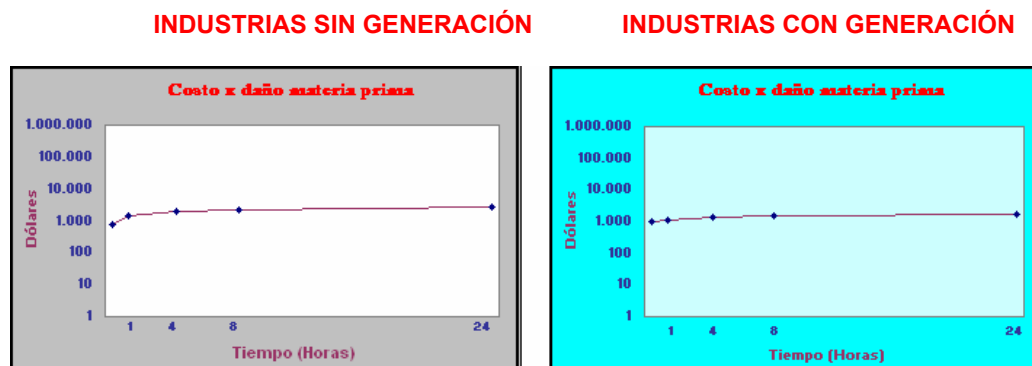 INDUSTRIAS SIN GENERACIÓN
INDUSTRIAS CON GENERACIÓN
Costo x daño materia prima
1.000.000
100.000
10.000
1.000
100
10
1
Dólares
1 4 8 24
Tiempo (Horas)
Costo x daño materia prima
1.000.000
100.000
10.000
1.000
100
10
1
Dólares
1 4 8 24
Tiempo (Horas)